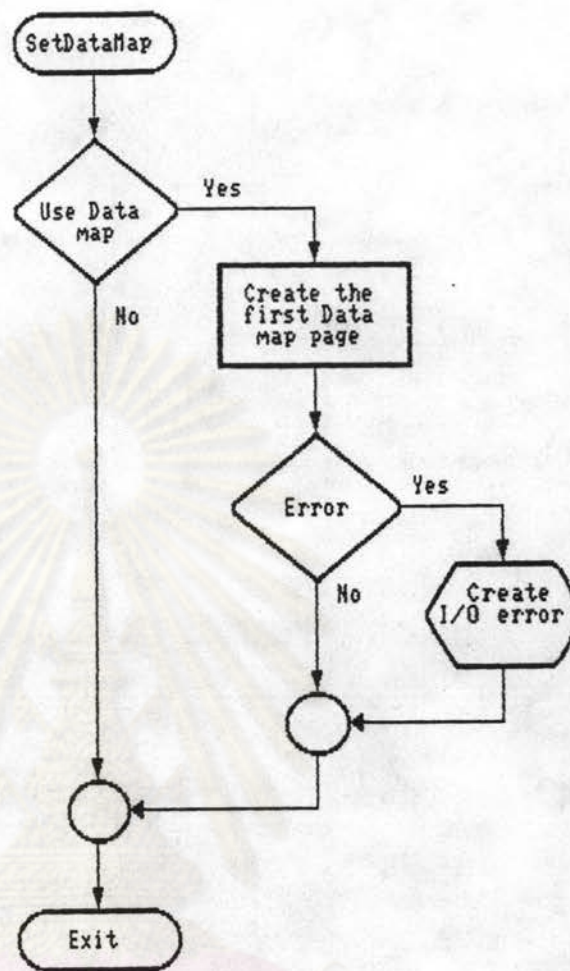 SetDataMap
Use Data
map
Yes
No
Create the
first Data
map page
Error
Yes
No
Create
I/O error
Exit